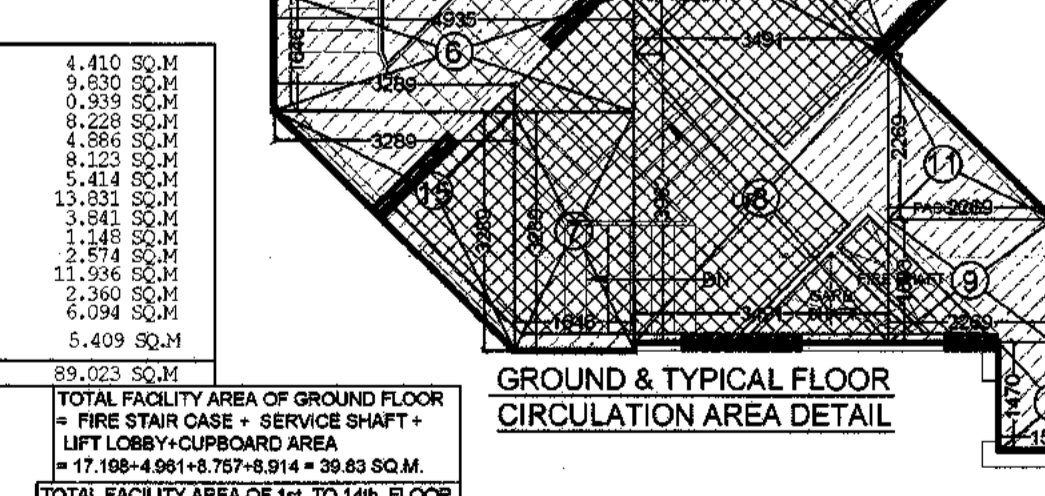 4.410 SQ.M
9.830 SQ.M
0.939 SQ.M
8.228 SQ.M
4.886 SQ.M
8.123 SQ.M
5.414 SQ.M
13.831 SQ.M
3.841 SQ.M
1.148 SQ.M
2.574 SQ.M
11.936 SQ.M
2.360 SQ.M
6.094 SQ.M
5.409 SQ.M
89.023 SQ.M
TOTAL FACILITY AREA OF GROUND FLOOR
= FIRE STAIR CASE + SERVICE SHAFT +
LIFT LOBBY+CUPBOARD AREA
= 17.198+4.961+8.757+8.914 = 39.83 SQ.M.
TOTAL FACILITY AREA OF 1st TO 14th FLOOR
4935
1646
6
3289
3289
3491
2269
11
15
3289
3289
7
8
2269
DN
FIRE SHAFT
9
SHAFT
1646
3491
2269
1470
GROUND & TYPICAL FLOOR
CIRCULATION AREA DETAIL